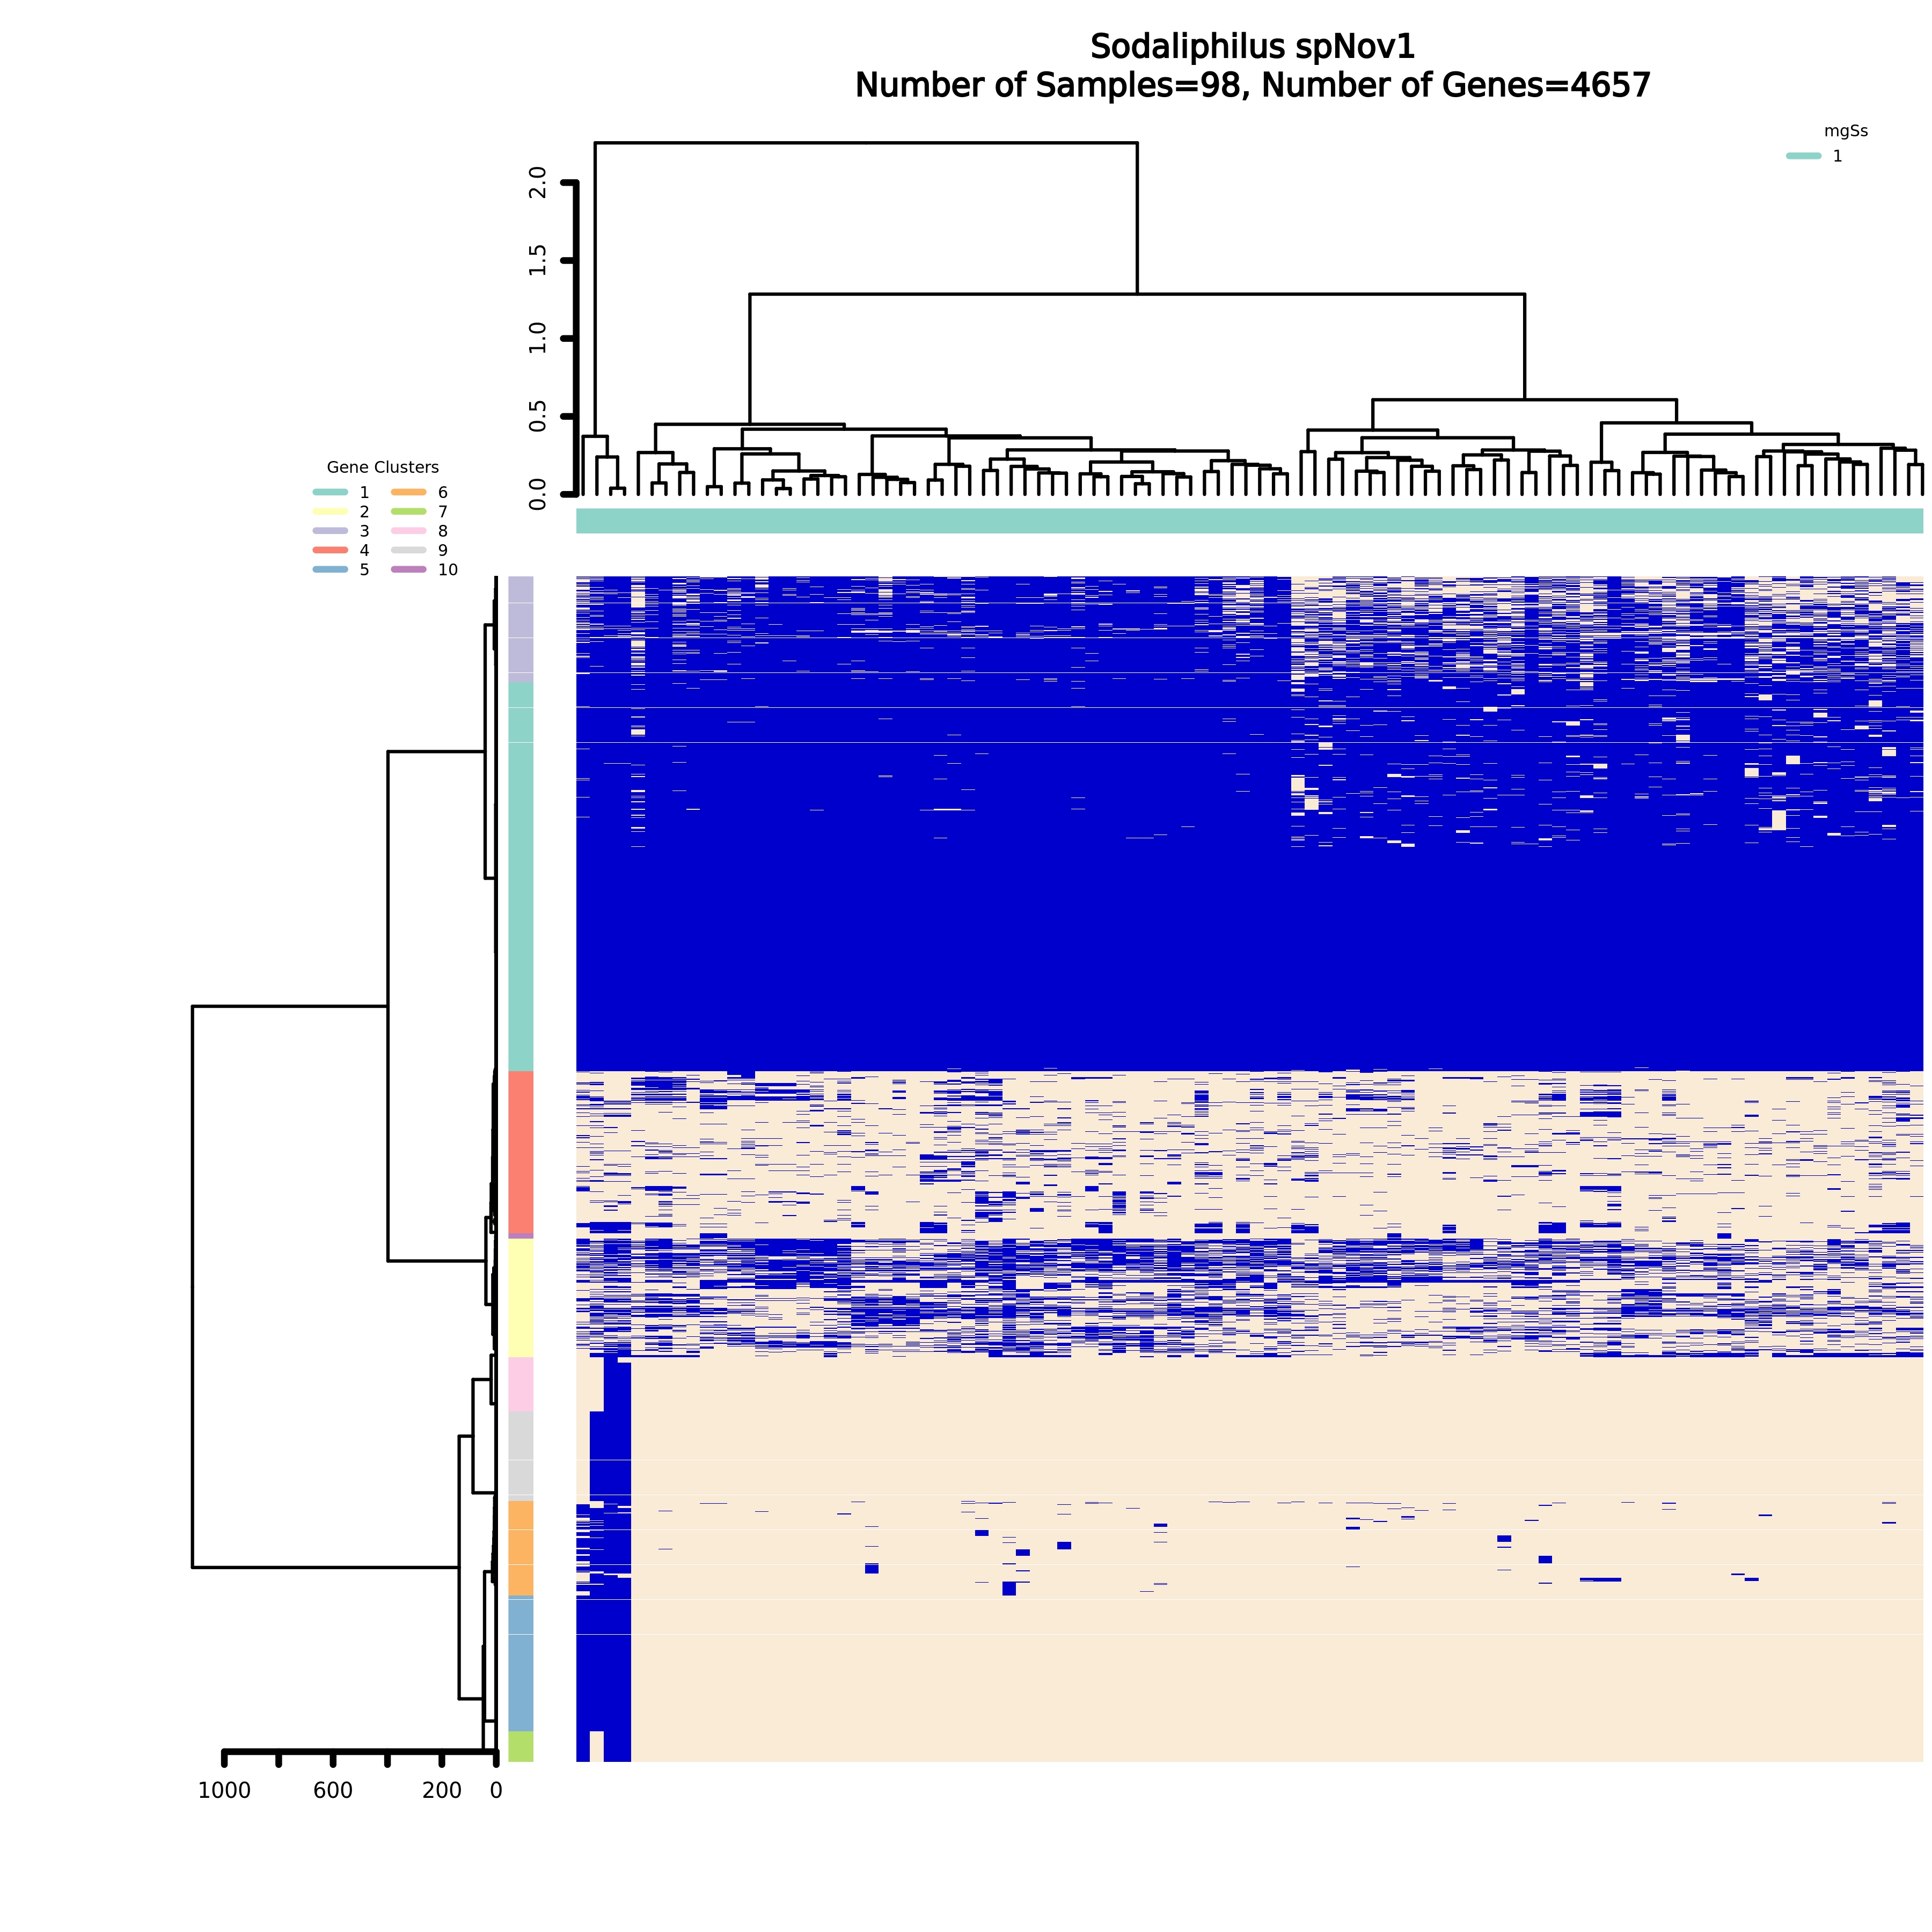 Sodaliphilus spNov1
Number of Samples=98, Number of Genes=4657
mgSs
1
2.0
1.5
1.0
0.5
0.0
Gene Clusters
1 6
2 7
3 8
4 9
5 10
1000 600 200 0